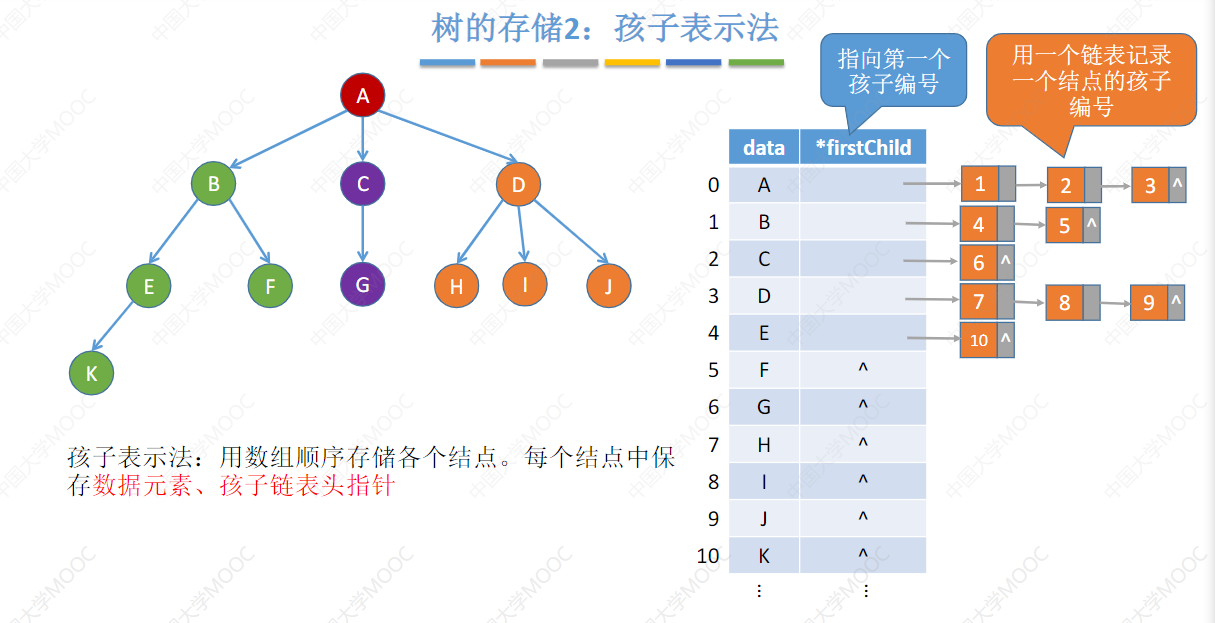 树的存储2：孩子表示法
指向第一个
孩子编号
用一个链表记录
一个结点的孩子
编号
A
B
C
D
E
F
G
H
I
J
K
data *firstChild
0 A 1 2 3 ^
1 B 4 5 ^
2 C 6 ^
3 D 7 8 9 ^
4 E 10 ^
5 F ^
6 G ^
7 H ^
8 I ^
9 J ^
10 K ^
⋮ ⋮
孩子表示法：用数组顺序存储各个结点。每个结点中保
存数据元素、孩子链表头指针
中国大学MOOC